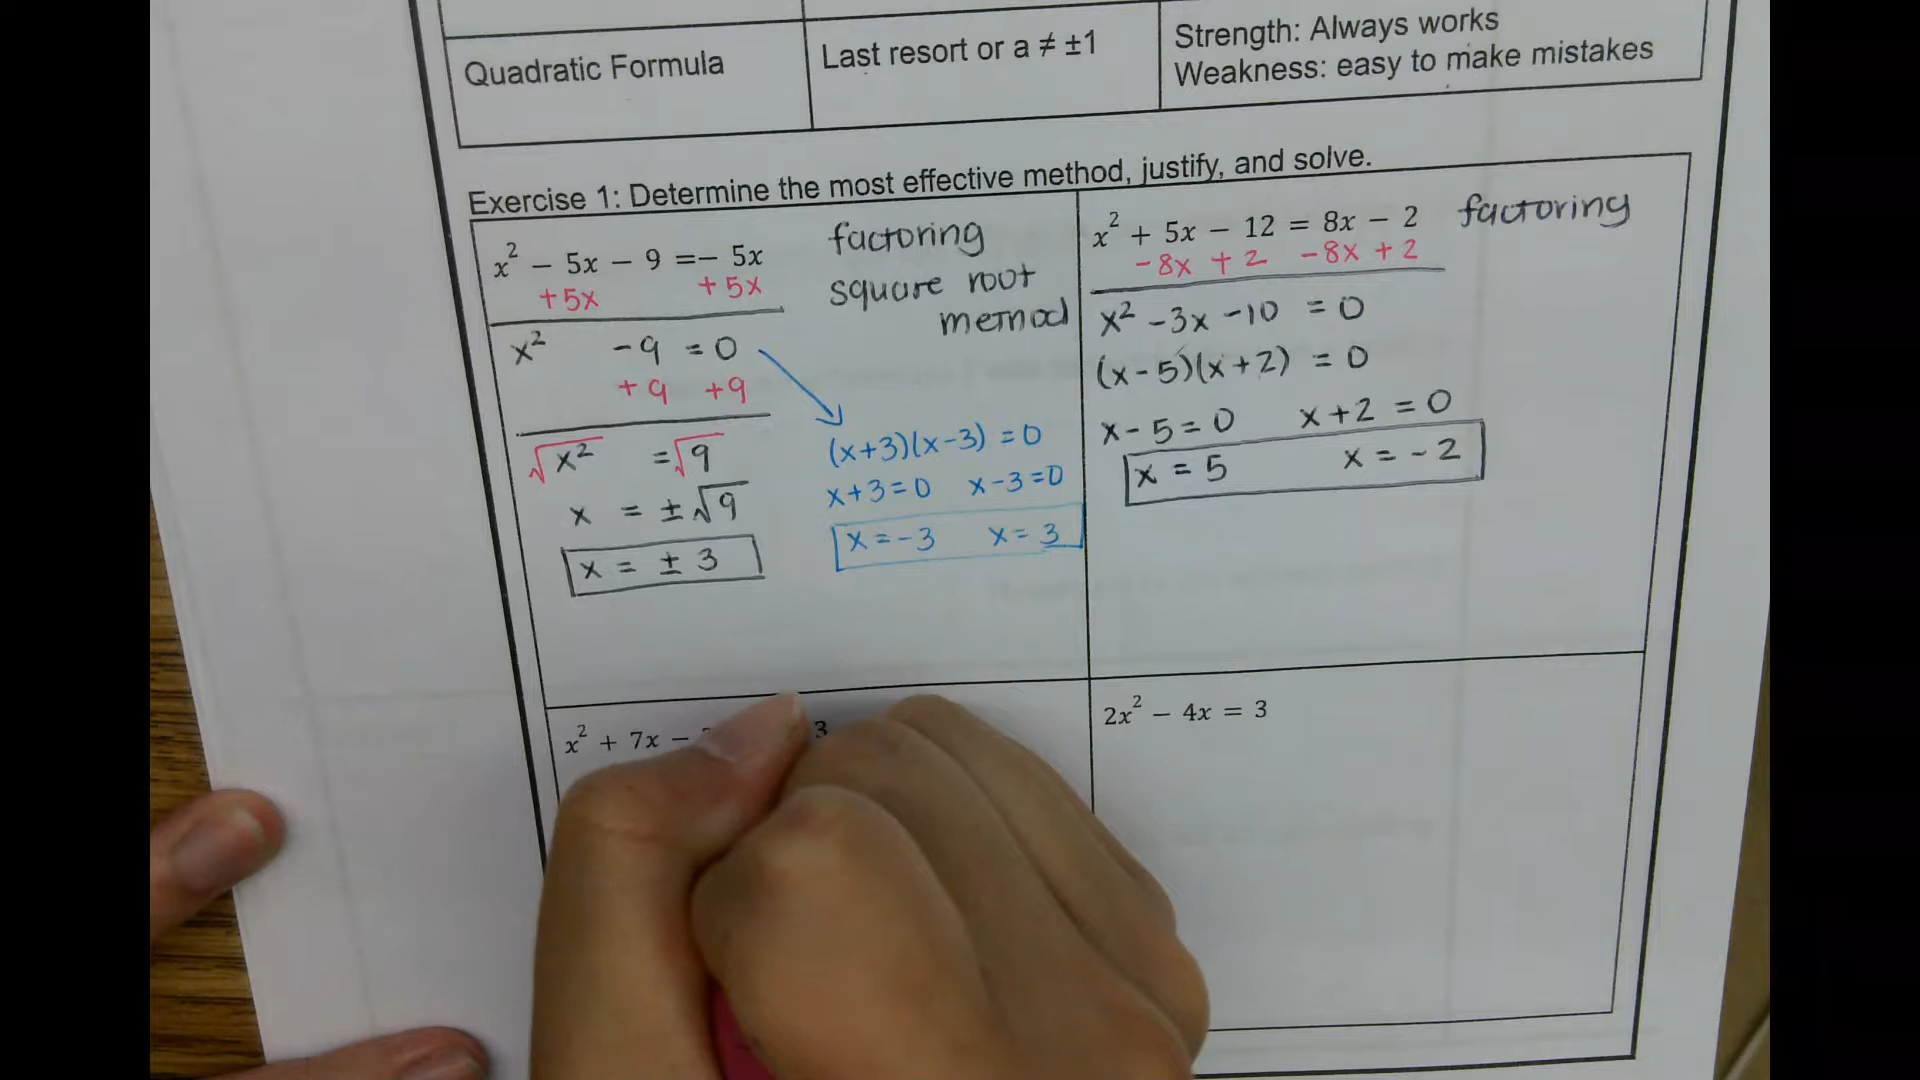 Quadratic Formula
Last resort or a ≠ ±1
Strength: Always works
Weakness: easy to make mistakes
Exercise 1: Determine the most effective method, justify, and solve.
x² − 5x − 9 =− 5x
+5x +5x
x² -9 = 0
+9 +9
√x² = √9
x = ±√9
x = ± 3
factoring
square root
method
(x+3)(x-3) = 0
x+3=0 x-3=0
x=-3 x=3
x² + 5x − 12 = 8x − 2
factoring
-8x +2 -8x +2
x² -3x -10 = 0
(x-5)(x+2) = 0
x-5=0 x+2=0
x = 5 x = -2
x² + 7x −
3
2x² − 4x = 3